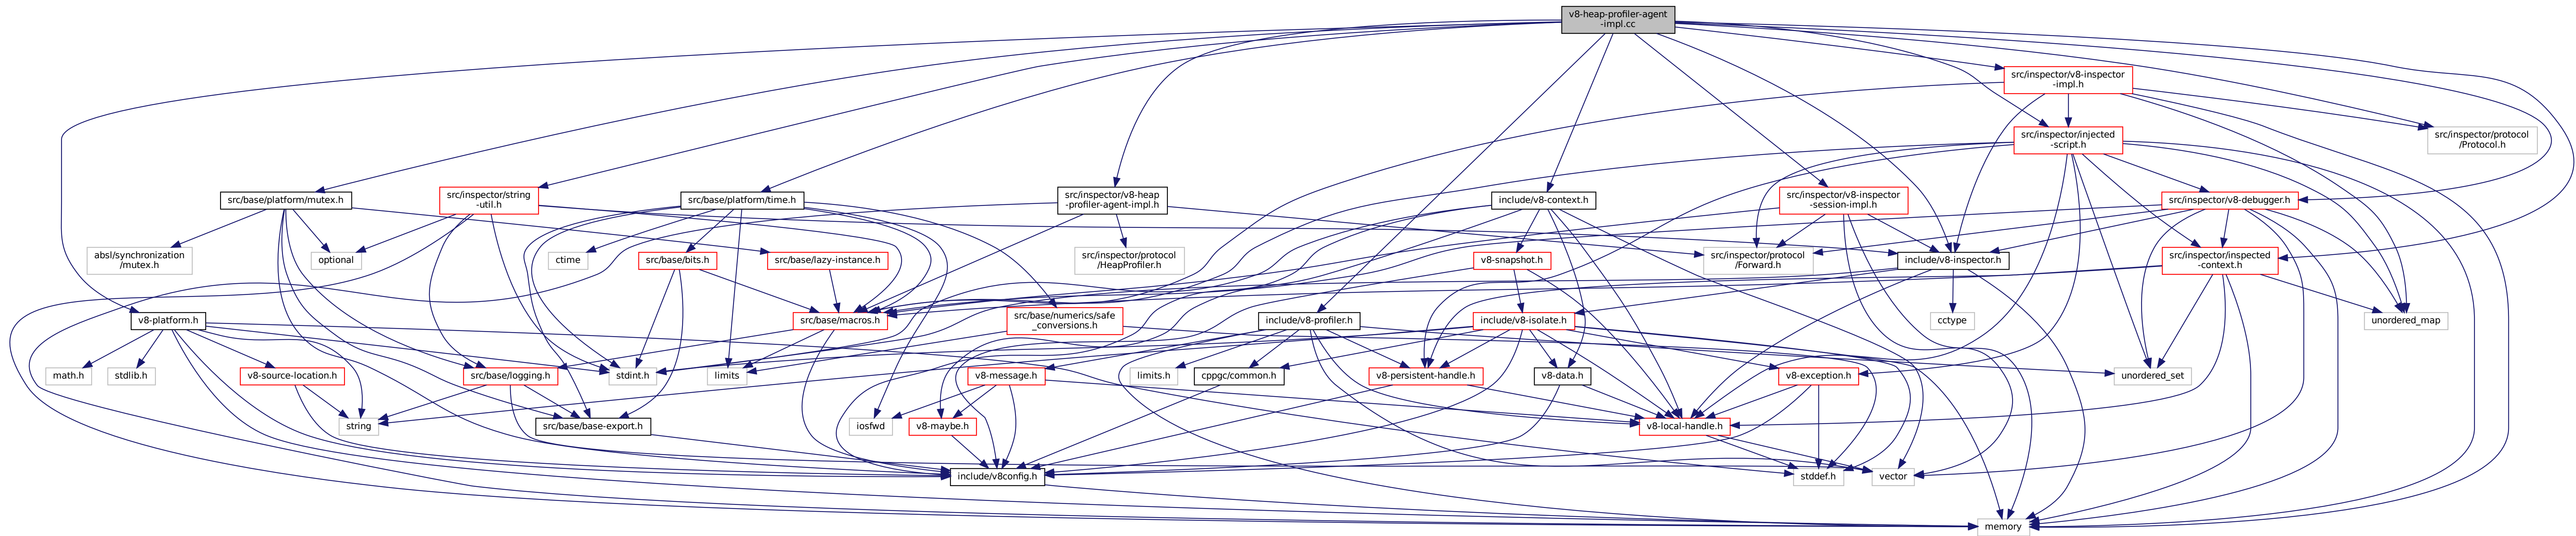 v8-heap-profiler-agent
-impl.cc
src/inspector/v8-inspector
-impl.h
src/inspector/injected
-script.h
src/inspector/protocol
/Protocol.h
src/base/platform/mutex.h
src/inspector/string
-util.h
src/base/platform/time.h
src/inspector/v8-heap
-profiler-agent-impl.h
include/v8-context.h
src/inspector/v8-inspector
-session-impl.h
src/inspector/v8-debugger.h
absl/synchronization
/mutex.h
optional
ctime
src/base/bits.h
src/base/lazy-instance.h
src/inspector/protocol
/HeapProfiler.h
v8-snapshot.h
src/inspector/protocol
/Forward.h
include/v8-inspector.h
src/inspector/inspected
-context.h
v8-platform.h
src/base/macros.h
src/base/numerics/safe
_conversions.h
include/v8-profiler.h
include/v8-isolate.h
cctype
unordered_map
math.h
stdlib.h
v8-source-location.h
src/base/logging.h
stdint.h
limits
v8-message.h
limits.h
cppgc/common.h
v8-persistent-handle.h
v8-data.h
v8-exception.h
unordered_set
string
src/base/base-export.h
iosfwd
v8-maybe.h
v8-local-handle.h
include/v8config.h
stddef.h
vector
memory